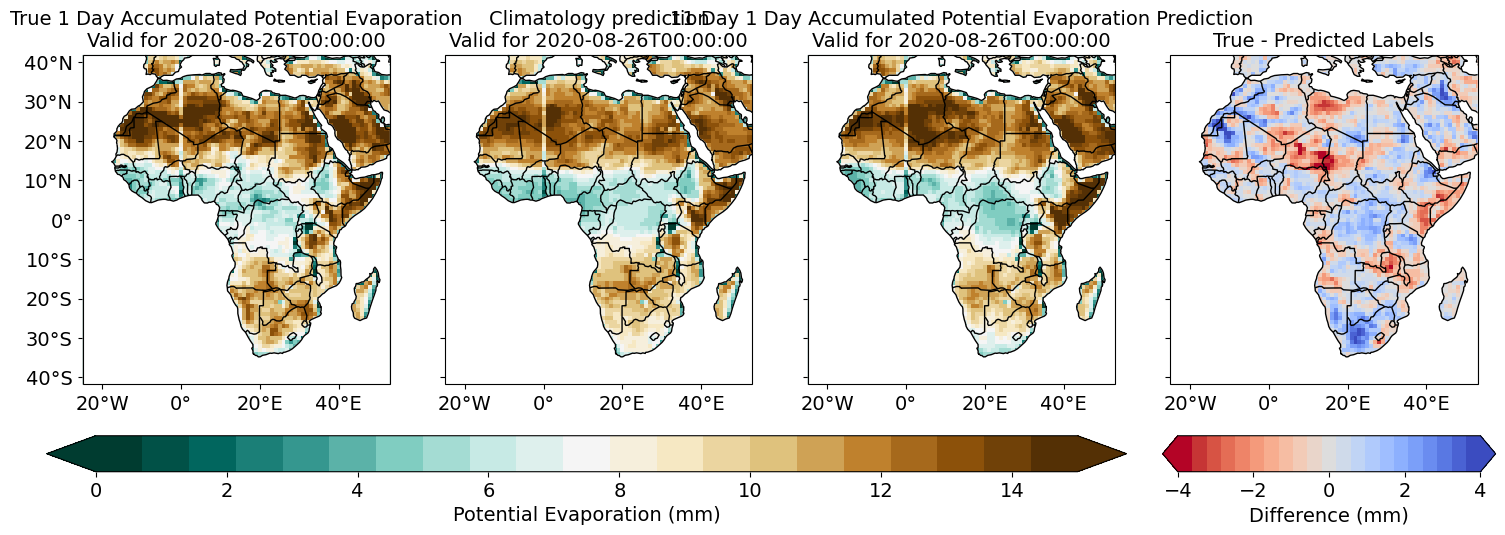 True 1 Day Accumulated Potential Evaporation
Valid for 2020-08-26T00:00:00
Climatology prediction
Valid for 2020-08-26T00:00:00
11 Day 1 Day Accumulated Potential Evaporation Prediction
Valid for 2020-08-26T00:00:00
True - Predicted Labels
40°N
30°N
20°N
10°N
0°
10°S
20°S
30°S
40°S
20°W 0° 20°E 40°E
20°W 0° 20°E 40°E
20°W 0° 20°E 40°E
20°W 0° 20°E 40°E
0 2 4 6 8 10 12 14
Potential Evaporation (mm)
−4 −2 0 2 4
Difference (mm)